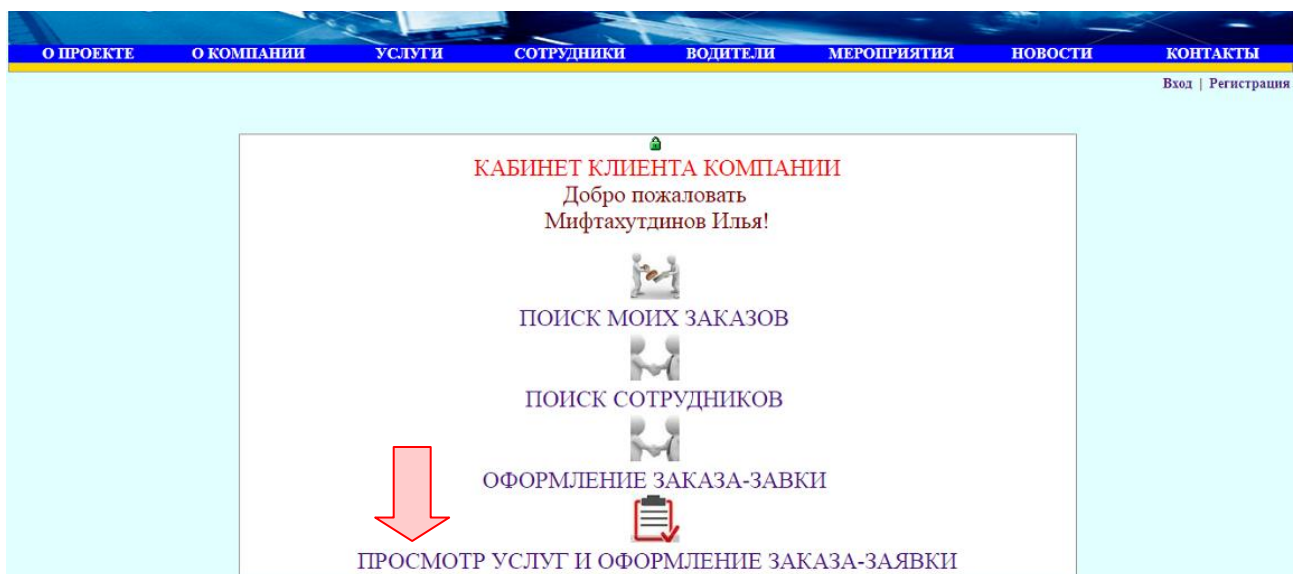 О ПРОЕКТЕ О КОМПАНИИ УСЛУГИ СОТРУДНИКИ ВОДИТЕЛИ МЕРОПРИЯТИЯ НОВОСТИ КОНТАКТЫ
Вход | Регистрация
КАБИНЕТ КЛИЕНТА КОМПАНИИ
Добро пожаловать
Мифтахутдинов Илья!
ПОИСК МОИХ ЗАКАЗОВ
ПОИСК СОТРУДНИКОВ
ОФОРМЛЕНИЕ ЗАКАЗА-ЗАВКИ
ПРОСМОТР УСЛУГ И ОФОРМЛЕНИЕ ЗАКАЗА-ЗАЯВКИ